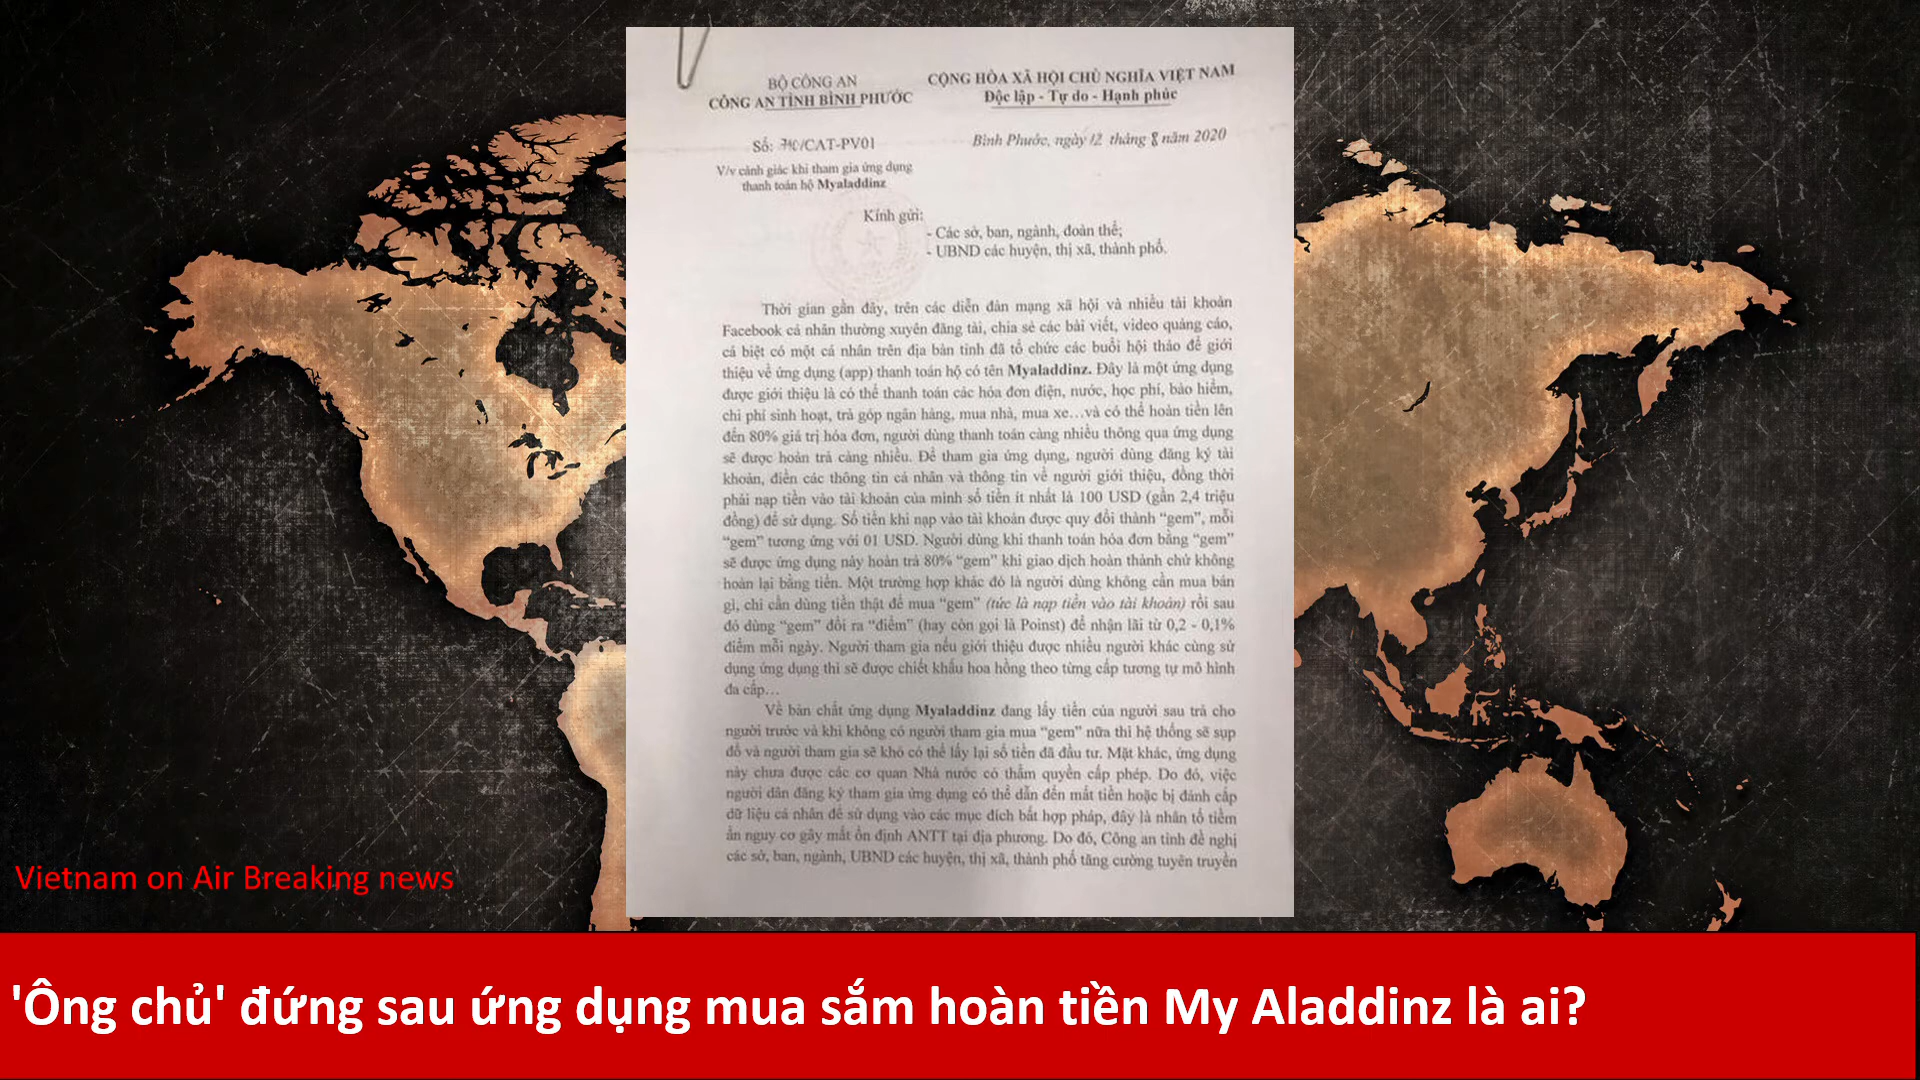 BỘ CÔNG AN
CÔNG AN TỈNH BÌNH PHƯỚC
CỘNG HÒA XÃ HỘI CHỦ NGHĨA VIỆT NAM
Độc lập - Tự do - Hạnh phúc
Số: /CAT-PV01
Bình Phước, ngày 12 tháng 8 năm 2020
V/v cảnh giác khi tham gia ứng dụng
thanh toán hộ Myaladdinz
Kính gửi:
- Các sở, ban, ngành, đoàn thể;
- UBND các huyện, thị xã, thành phố.
Thời gian gần đây, trên các diễn đàn mạng xã hội và nhiều tài khoản
Facebook cá nhân thường xuyên đăng tải, chia sẻ các bài viết, video quảng cáo,
cá biệt có một cá nhân trên địa bàn tỉnh đã tổ chức các buổi hội thảo để giới
thiệu về ứng dụng (app) thanh toán hộ có tên Myaladdinz. Đây là một ứng dụng
được giới thiệu là có thể thanh toán các hóa đơn điện, nước, học phí, bảo hiểm,
chi phí sinh hoạt, trả góp ngân hàng, mua nhà, mua xe…và có thể hoàn tiền lên
đến 80% giá trị hóa đơn, người dùng thanh toán càng nhiều thông qua ứng dụng
sẽ được hoàn trả càng nhiều. Để tham gia ứng dụng, người dùng đăng ký tài
khoản, điền các thông tin cá nhân và thông tin về người giới thiệu, đồng thời
phải nạp tiền vào tài khoản của mình số tiền ít nhất là 100 USD (gần 2,4 triệu
đồng) để sử dụng. Số tiền khi nạp vào tài khoản được quy đổi thành “gem”, mỗi
“gem” tương ứng với 01 USD. Người dùng khi thanh toán hóa đơn bằng “gem”
sẽ được ứng dụng này hoàn trả 80% “gem” khi giao dịch hoàn thành chứ không
hoàn lại bằng tiền. Một trường hợp khác đó là người dùng không cần mua bán
gì, chỉ cần dùng tiền thật để mua “gem” (tức là nạp tiền vào tài khoản) rồi sau
đó dùng “gem” đổi ra “điểm” (hay còn gọi là Poinst) để nhận lãi từ 0,2 - 0,1%
điểm mỗi ngày. Người tham gia nếu giới thiệu được nhiều người khác cùng sử
dụng ứng dụng thì sẽ được chiết khấu hoa hồng theo từng cấp tương tự mô hình
đa cấp…
Về bản chất ứng dụng Myaladdinz đang lấy tiền của người sau trả cho
người trước và khi không có người tham gia mua “gem” nữa thì hệ thống sẽ sụp
đổ và người tham gia sẽ khó có thể lấy lại số tiền đã đầu tư. Mặt khác, ứng dụng
này chưa được các cơ quan Nhà nước có thẩm quyền cấp phép. Do đó, việc
người dân đăng ký tham gia ứng dụng có thể dẫn đến mất tiền hoặc bị đánh cắp
dữ liệu cá nhân để sử dụng vào các mục đích bất hợp pháp, đây là nhân tố tiềm
ẩn nguy cơ gây mất ổn định ANTT tại địa phương. Do đó, Công an tỉnh đề nghị
các sở, ban, ngành, UBND các huyện, thị xã, thành phố tăng cường tuyên truyền
Vietnam on Air Breaking news
'Ông chủ' đứng sau ứng dụng mua sắm hoàn tiền My Aladdinz là ai?